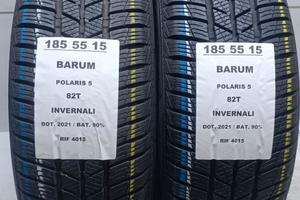 185 55 15
BARUM
POLARIS 5
82T
INVERNALI
DOT. 2021 / BAT. 90%
RIF 4015
185 55 15
BARUM
POLARIS 5
82T
INVERNALI
DOT. 2021 / BAT. 90%
RIF 4015